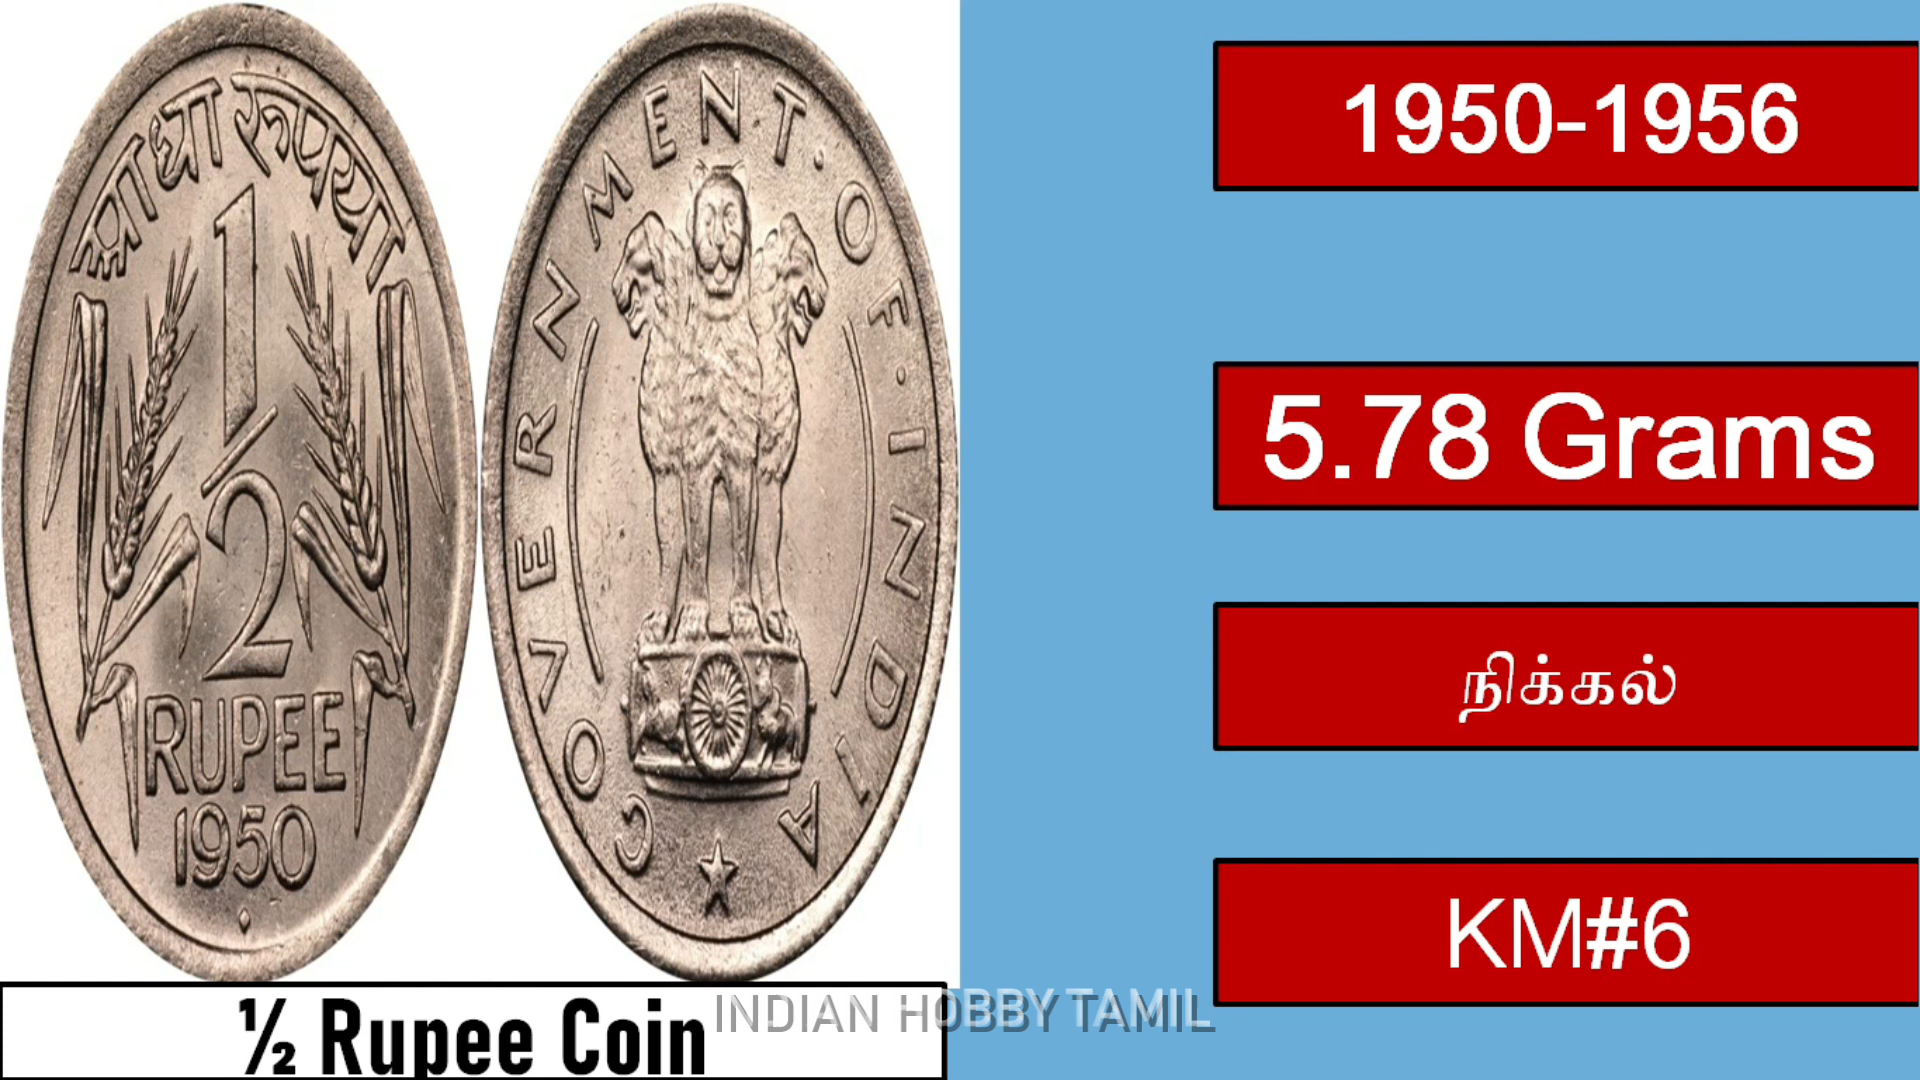 आधा रुपया
1/2
RUPEE
1950
GOVERNMENT · OF · INDIA
½ Rupee Coin
1950-1956
5.78 Grams
நிக்கல்
KM#6
INDIAN HOBBY TAMIL